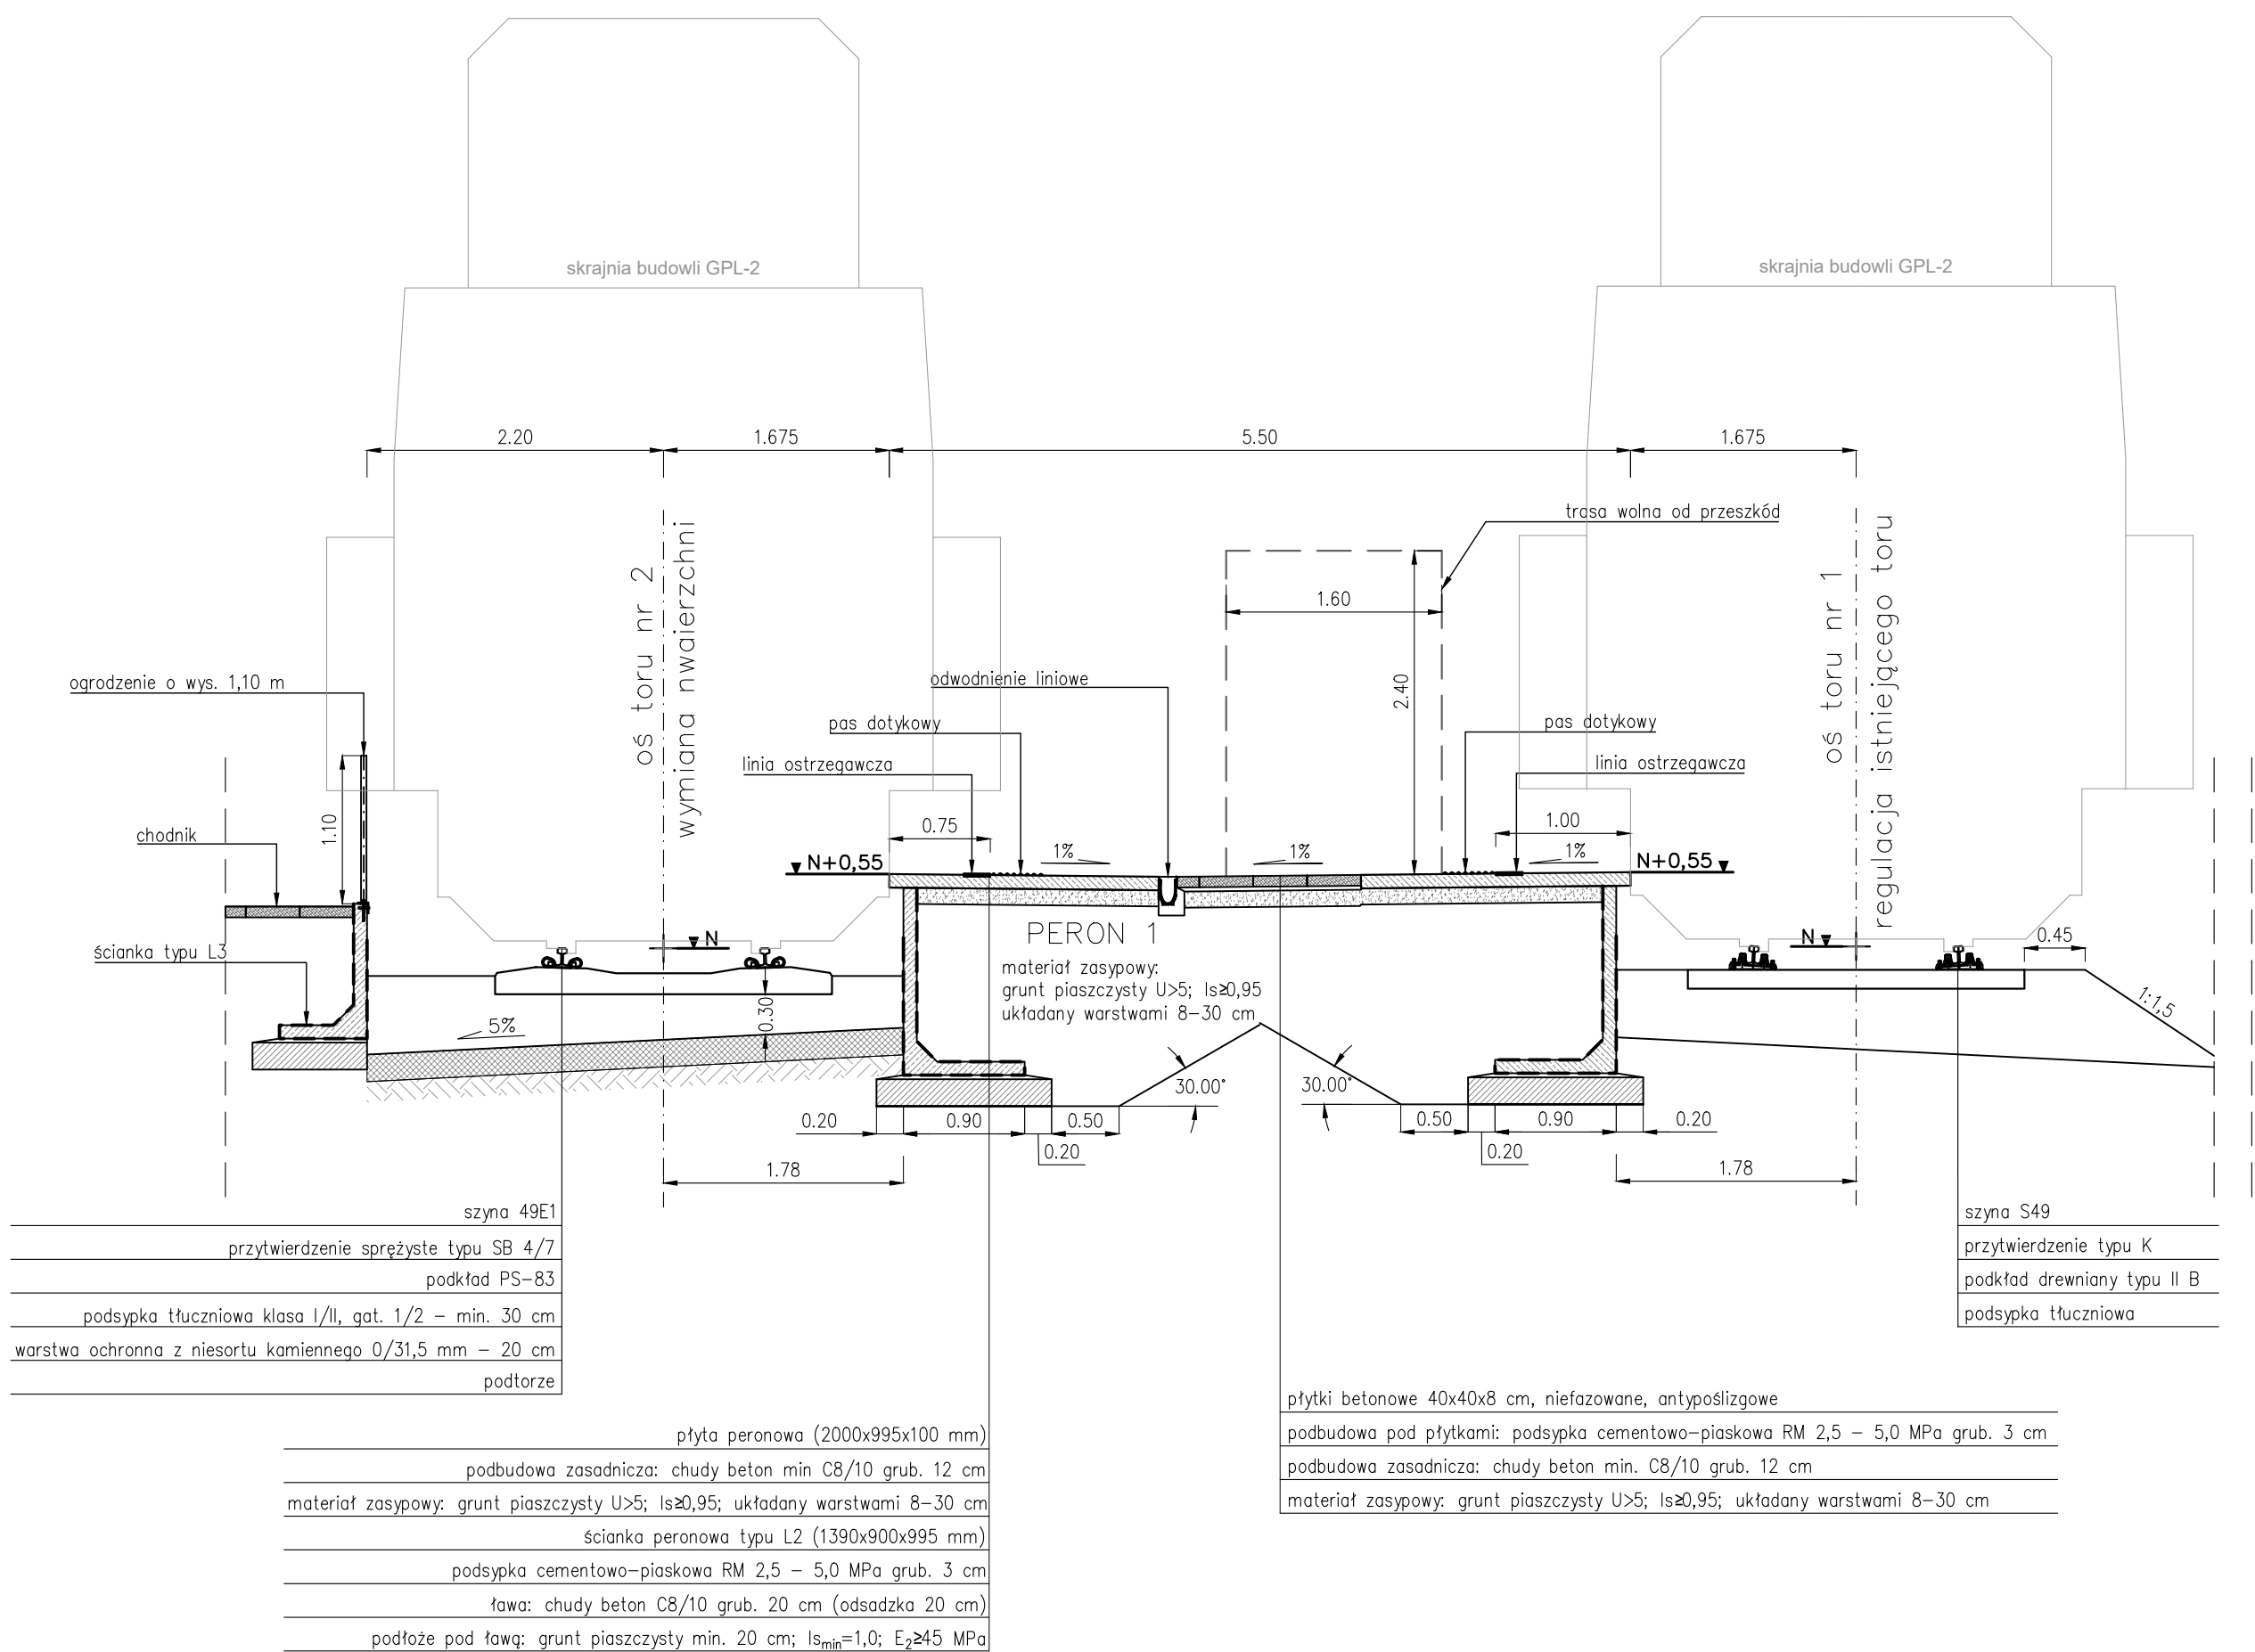 skrajnia budowli GPL-2
skrajnia budowli GPL-2
2.20
1.675
5.50
1.675
trasa wolna od przeszkód
oś toru nr 2
wymiana nwaierzchni
oś toru nr 1
regulacja istniejącego toru
1.60
2.40
ogrodzenie o wys. 1,10 m
odwodnienie liniowe
pas dotykowy
pas dotykowy
linia ostrzegawcza
linia ostrzegawcza
1.10
chodnik
0.75
1.00
1%
1%
1%
N+0,55
N+0,55
ścianka typu L3
N
N
0.45
PERON 1
materiał zasypowy:
grunt piaszczysty U>5; Is≥0,95
układany warstwami 8-30 cm
5%
0.30
1:1,5
30.00°
30.00°
0.20
0.90
0.50
0.20
0.50
0.90
0.20
0.20
1.78
1.78
szyna 49E1
przytwierdzenie sprężyste typu SB 4/7
podkład PS-83
podsypka tłuczniowa klasa I/II, gat. 1/2 - min. 30 cm
warstwa ochronna z niesortu kamiennego 0/31,5 mm - 20 cm
podtorze
szyna S49
przytwierdzenie typu K
podkład drewniany typu II B
podsypka tłuczniowa
płyta peronowa (2000x995x100 mm)
podbudowa zasadnicza: chudy beton min C8/10 grub. 12 cm
materiał zasypowy: grunt piaszczysty U>5; Is≥0,95; układany warstwami 8-30 cm
ścianka peronowa typu L2 (1390x900x995 mm)
podsypka cementowo-piaskowa RM 2,5 - 5,0 MPa grub. 3 cm
ława: chudy beton C8/10 grub. 20 cm (odsadzka 20 cm)
podłoże pod ławą: grunt piaszczysty min. 20 cm; Ismin=1,0; E2≥45 MPa
płytki betonowe 40x40x8 cm, niefazowane, antypoślizgowe
podbudowa pod płytkami: podsypka cementowo-piaskowa RM 2,5 - 5,0 MPa grub. 3 cm
podbudowa zasadnicza: chudy beton min. C8/10 grub. 12 cm
materiał zasypowy: grunt piaszczysty U>5; Is≥0,95; układany warstwami 8-30 cm